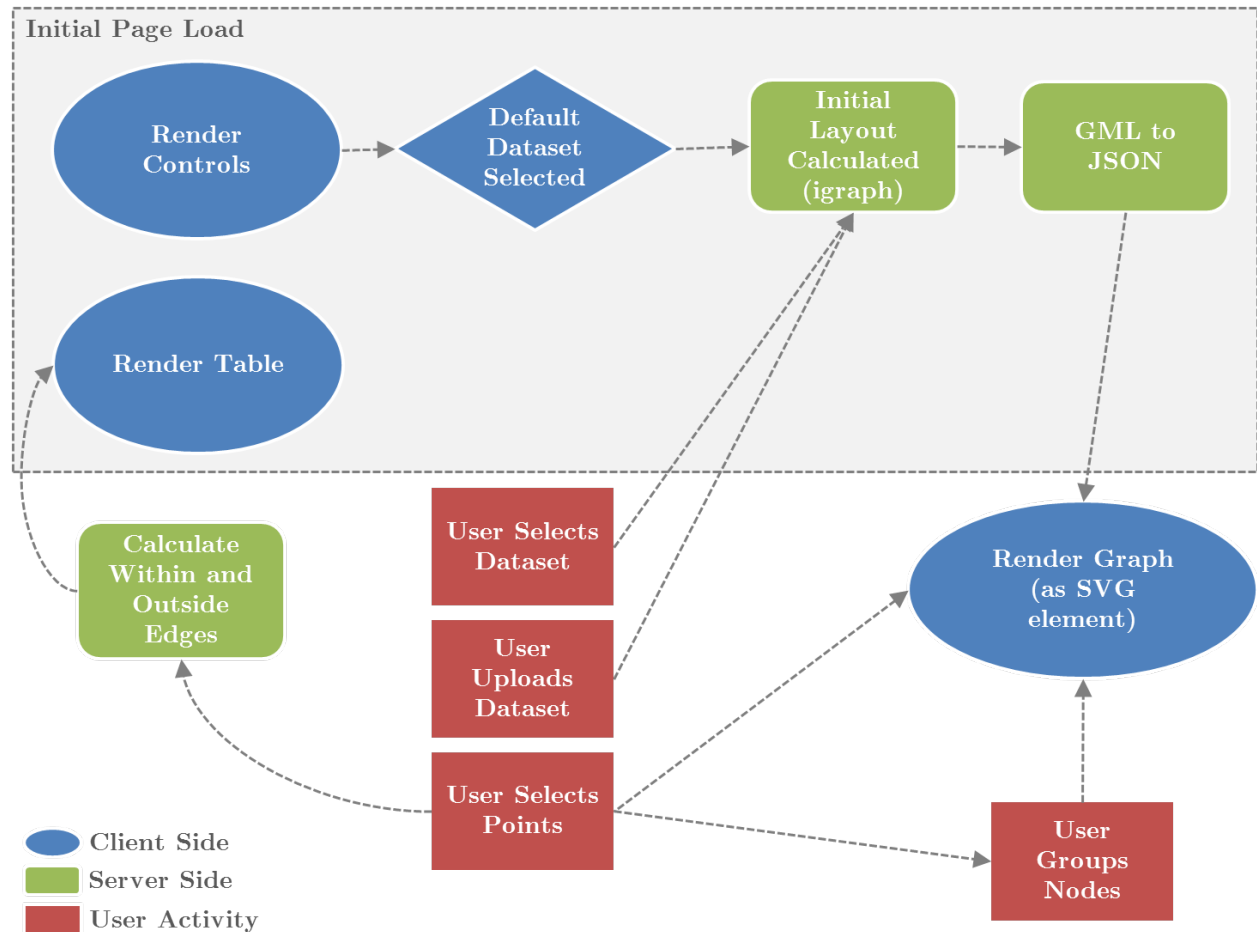 Initial Page Load
Render
Controls
Default
Dataset
Selected
Initial
Layout
Calculated
(igraph)
GML to
JSON
Render Table
Calculate
Within and
Outside
Edges
User Selects
Dataset
User
Uploads
Dataset
User Selects
Points
Render Graph
(as SVG
element)
User
Groups
Nodes
Client Side
Server Side
User Activity